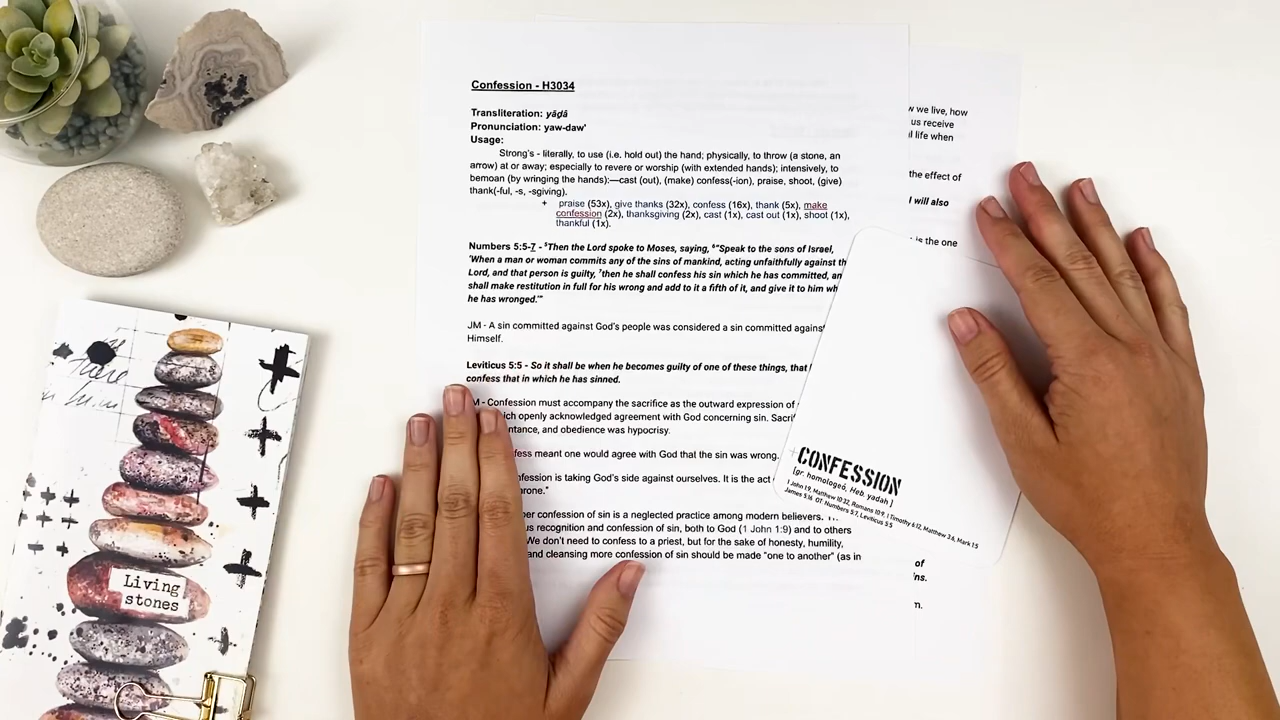 Confession - H3034
Transliteration: yāḏâ
Pronunciation: yaw-daw'
Usage:
Strong's - literally, to use (i.e. hold out) the hand; physically, to throw (a stone, an
arrow) at or away; especially to revere or worship (with extended hands); intensively, to
bemoan (by wringing the hands):—cast (out), (make) confess(-ion), praise, shoot, (give)
thank(-ful, -s, -sgiving).
+ praise (53x), give thanks (32x), confess (16x), thank (5x), make
confession (2x), thanksgiving (2x), cast (1x), cast out (1x), shoot (1x),
thankful (1x).
Numbers 5:5-7 - ⁵Then the Lord spoke to Moses, saying, ⁶"Speak to the sons of Israel,
'When a man or woman commits any of the sins of mankind, acting unfaithfully against
Lord, and that person is guilty, ⁷then he shall confess his sin which he has committed,
shall make restitution in full for his wrong and add to it a fifth of it, and give it to him
he has wronged.'"
JM - A sin committed against God's people was considered a sin committed against
Himself.
Leviticus 5:5 - So it shall be when he becomes guilty of one of these things, that
confess that in which he has sinned.
- Confession must accompany the sacrifice as the outward expression of
openly acknowledged agreement with God concerning sin.
and obedience was hypocrisy.
meant one would agree with God that the sin was wrong.
is taking God's side against ourselves. It is the act
confession of sin is a neglected practice among modern believers.
recognition and confession of sin, both to God (1 John 1:9) and to others
We don't need to confess to a priest, but for the sake of honesty, humility,
and cleansing more confession of sin should be made "one to another" (as in
we live, how
us receive
life when
the effect of
I will also
is the one
of
CONFESSION
[gr. homologeó, Heb. yadah]
1 John 1:9, Matthew 10:32, Romans 10:9, 1 Timothy 6:12, Matthew 3:6, Mark 1:5
James 5:16 OT: Numbers 5:7, Leviticus 5:5
Living
stones